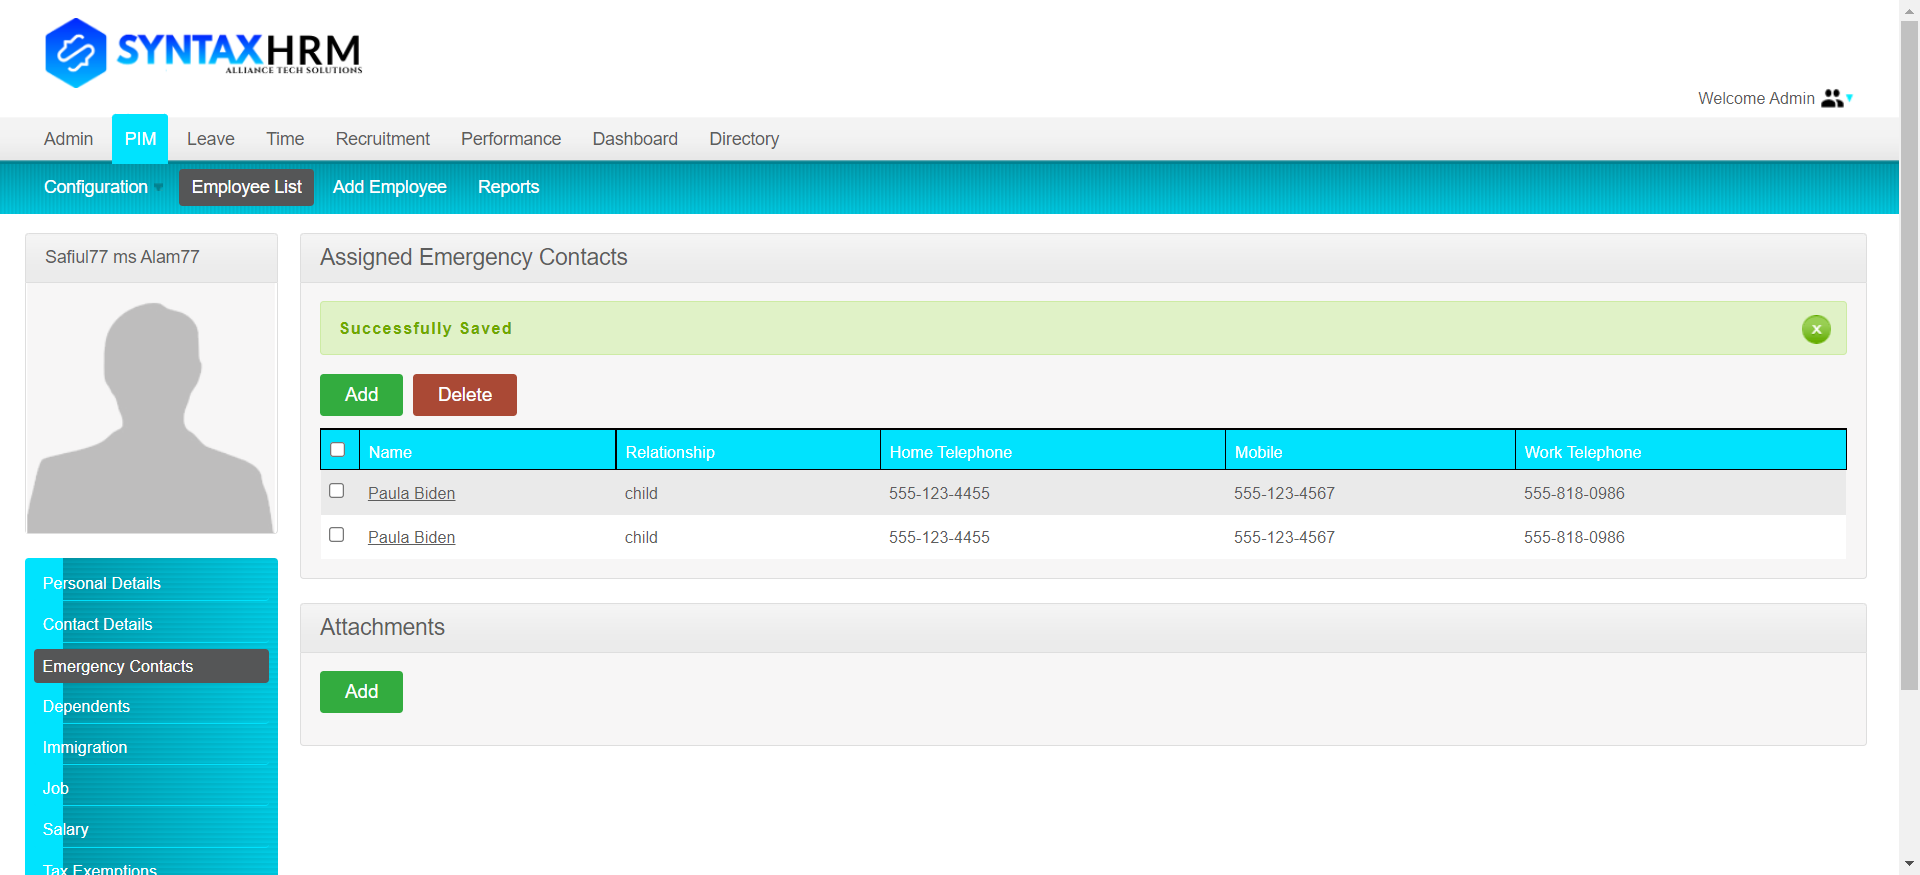 SYNTAXHRM
ALLIANCE TECH SOLUTIONS
Welcome Admin
Admin PIM Leave Time Recruitment Performance Dashboard Directory
Configuration Employee List Add Employee Reports
Safiul77 ms Alam77
Assigned Emergency Contacts
Successfully Saved
x
Add Delete
Name Relationship Home Telephone Mobile Work Telephone
Paula Biden child 555-123-4455 555-123-4567 555-818-0986
Paula Biden child 555-123-4455 555-123-4567 555-818-0986
Personal Details
Contact Details
Emergency Contacts
Dependents
Immigration
Job
Salary
Tax Exemptions
Attachments
Add